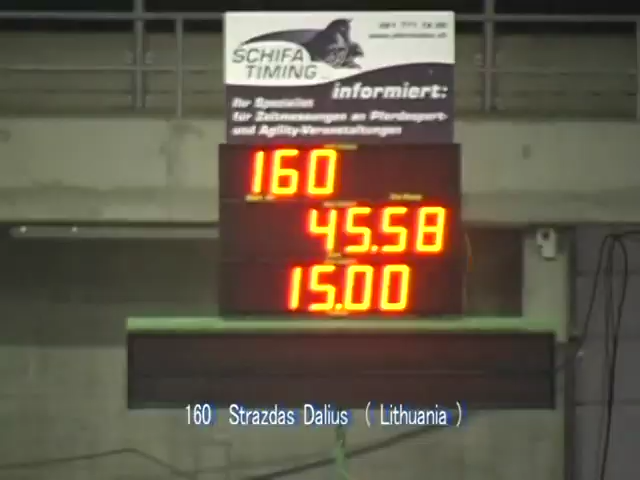 SCHIFA
TIMING
informiert:
Ihr Spezialist
für Zeitmessungen an Pferdesport-
und Agility-Veranstaltungen
160
45.58
15.00
160 Strazdas Dalius ( Lithuania )